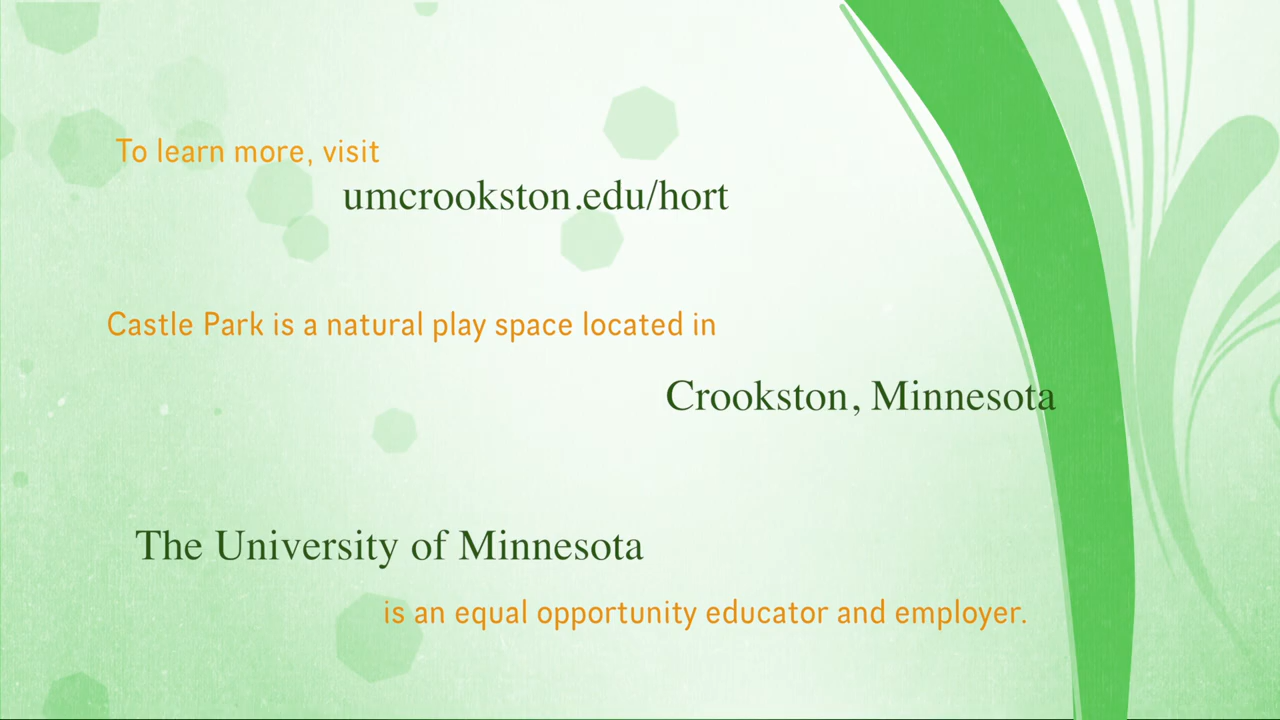 To learn more, visit
umcrookston.edu/hort
Castle Park is a natural play space located in
Crookston, Minnesota
The University of Minnesota
is an equal opportunity educator and employer.